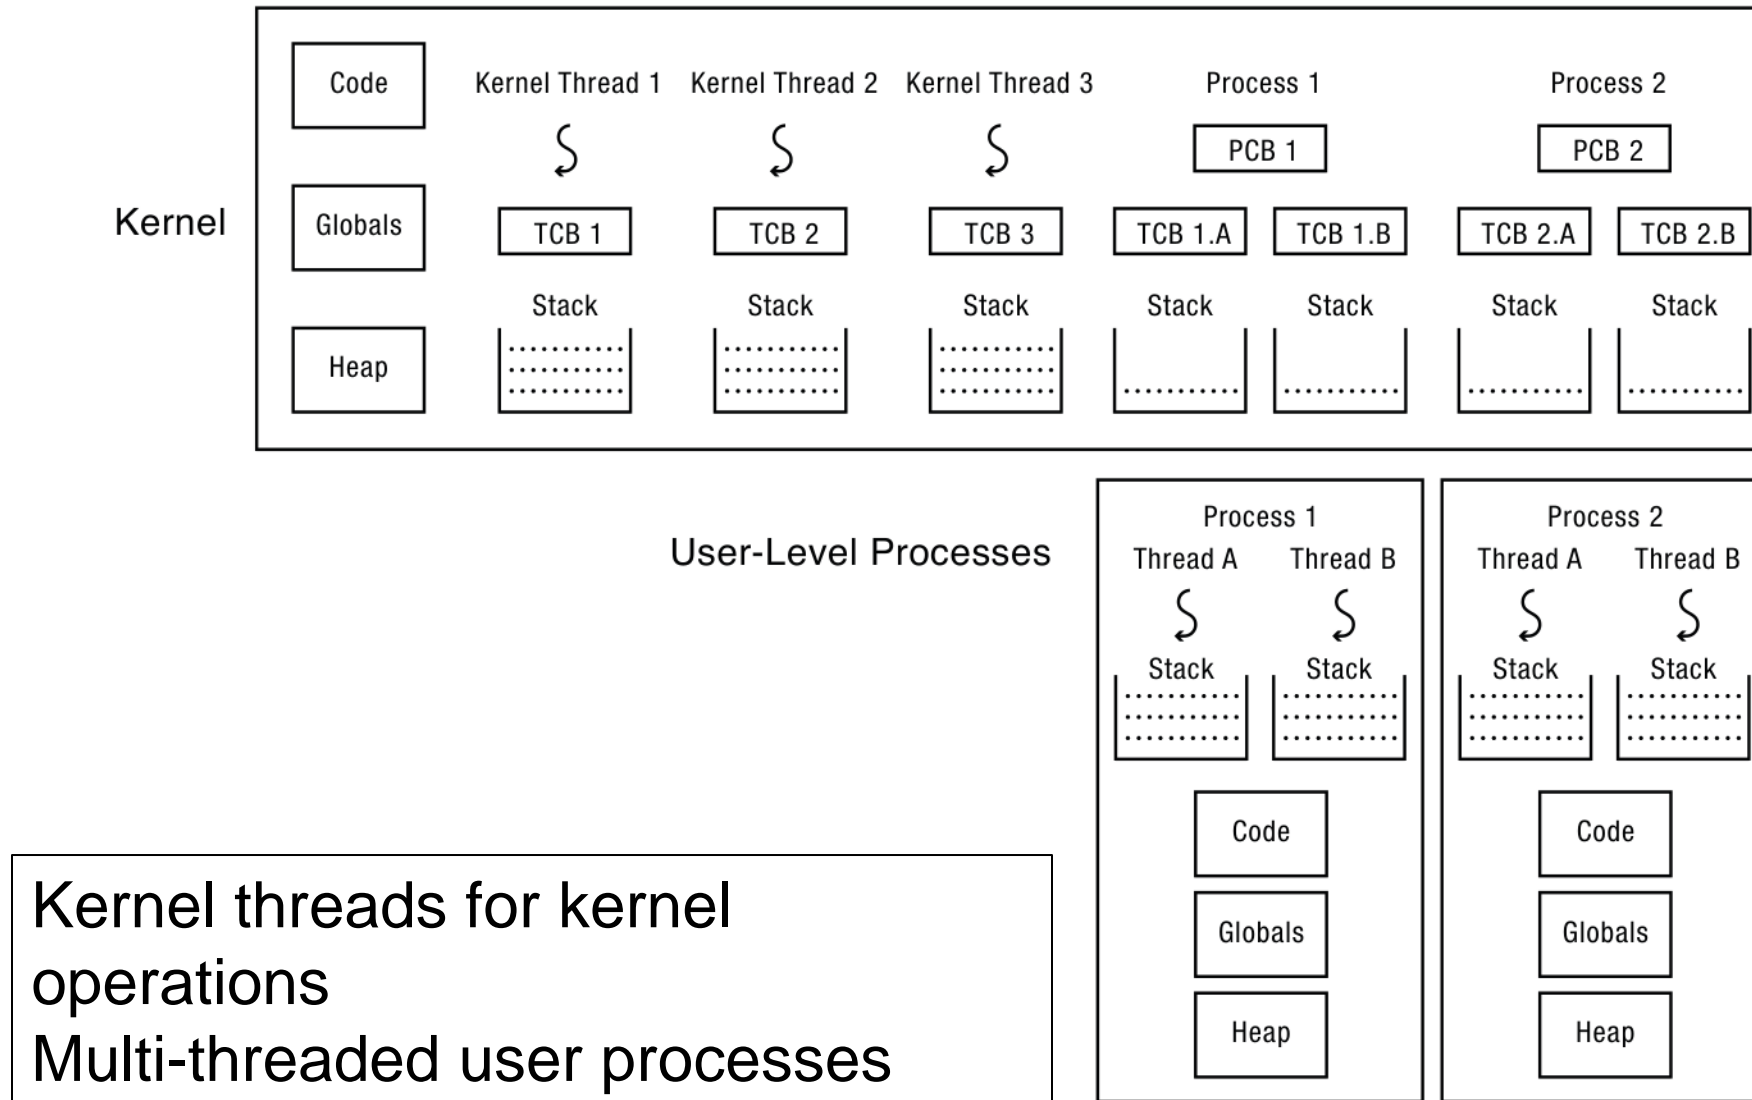 Code Kernel Thread 1 Kernel Thread 2 Kernel Thread 3 Process 1 Process 2
PCB 1 PCB 2
Kernel Globals TCB 1 TCB 2 TCB 3 TCB 1.A TCB 1.B TCB 2.A TCB 2.B
Stack Stack Stack Stack Stack Stack Stack
Heap
Process 1 Process 2
User-Level Processes Thread A Thread B Thread A Thread B
Stack Stack Stack Stack
Code Code
Globals Globals
Heap Heap
Kernel threads for kernel
operations
Multi-threaded user processes